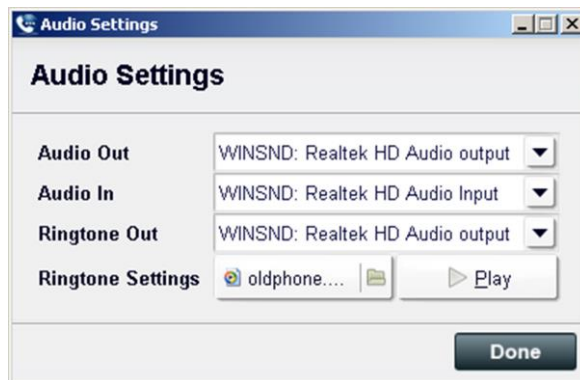 Audio Settings
Audio Settings
Audio Out WINSND: Realtek HD Audio output
Audio In WINSND: Realtek HD Audio Input
Ringtone Out WINSND: Realtek HD Audio output
Ringtone Settings oldphone.... Play
Done